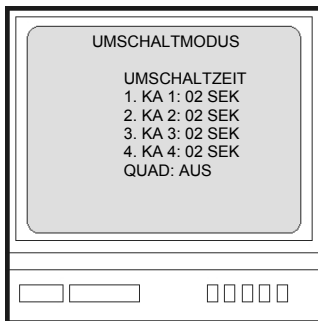 UMSCHALTMODUS
UMSCHALTZEIT
1. KA 1: 02 SEK
2. KA 2: 02 SEK
3. KA 3: 02 SEK
4. KA 4: 02 SEK
QUAD: AUS